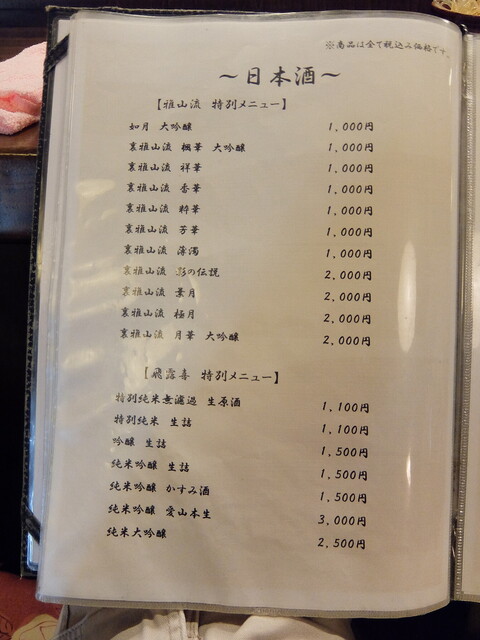 ※商品は全て税込み価格です。
～日本酒～
【雅山流 特別メニュー】
如月 大吟醸 1,000円
裏雅山流 楓華 大吟醸 1,000円
裏雅山流 祥華 1,000円
裏雅山流 香華 1,000円
裏雅山流 粋華 1,000円
裏雅山流 芳華 1,000円
裏雅山流 薄濁 1,000円
裏雅山流 影の伝説 2,000円
裏雅山流 葉月 2,000円
裏雅山流 極月 2,000円
裏雅山流 月華 大吟醸 2,000円
【飛露喜 特別メニュー】
特別純米無濾過 生原酒 1,100円
特別純米 生詰 1,100円
吟醸 生詰 1,500円
純米吟醸 生詰 1,500円
純米吟醸 かすみ酒 1,500円
純米吟醸 愛山本生 3,000円
純米大吟醸 2,500円